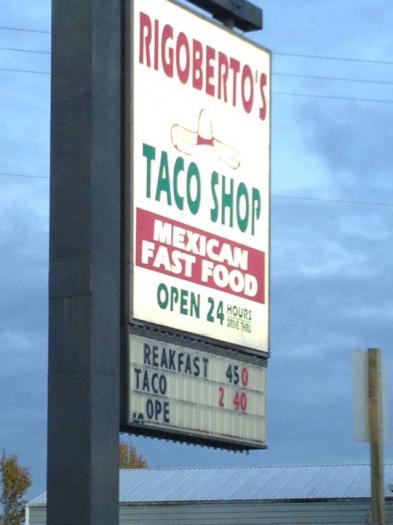 RIGOBERTO'S
TACO SHOP
MEXICAN
FAST FOOD
OPEN 24 HOURS
DRIVE THRU
REAKFAST 450
TACO 2 40
OPE